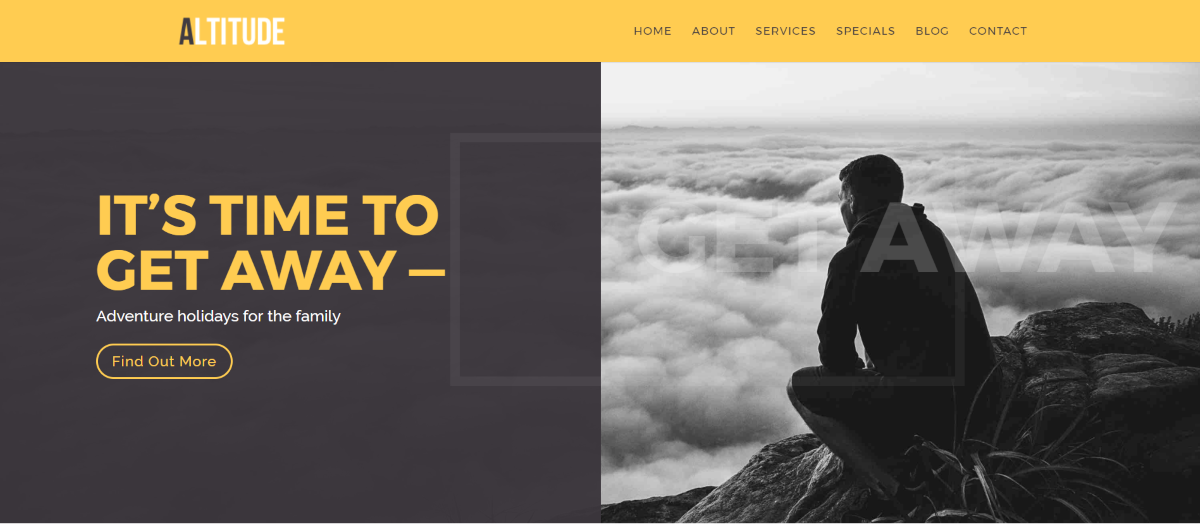 ALTITUDE
HOME ABOUT SERVICES SPECIALS BLOG CONTACT
IT’S TIME TO
GET AWAY —
Adventure holidays for the family
Find Out More
GET AWAY